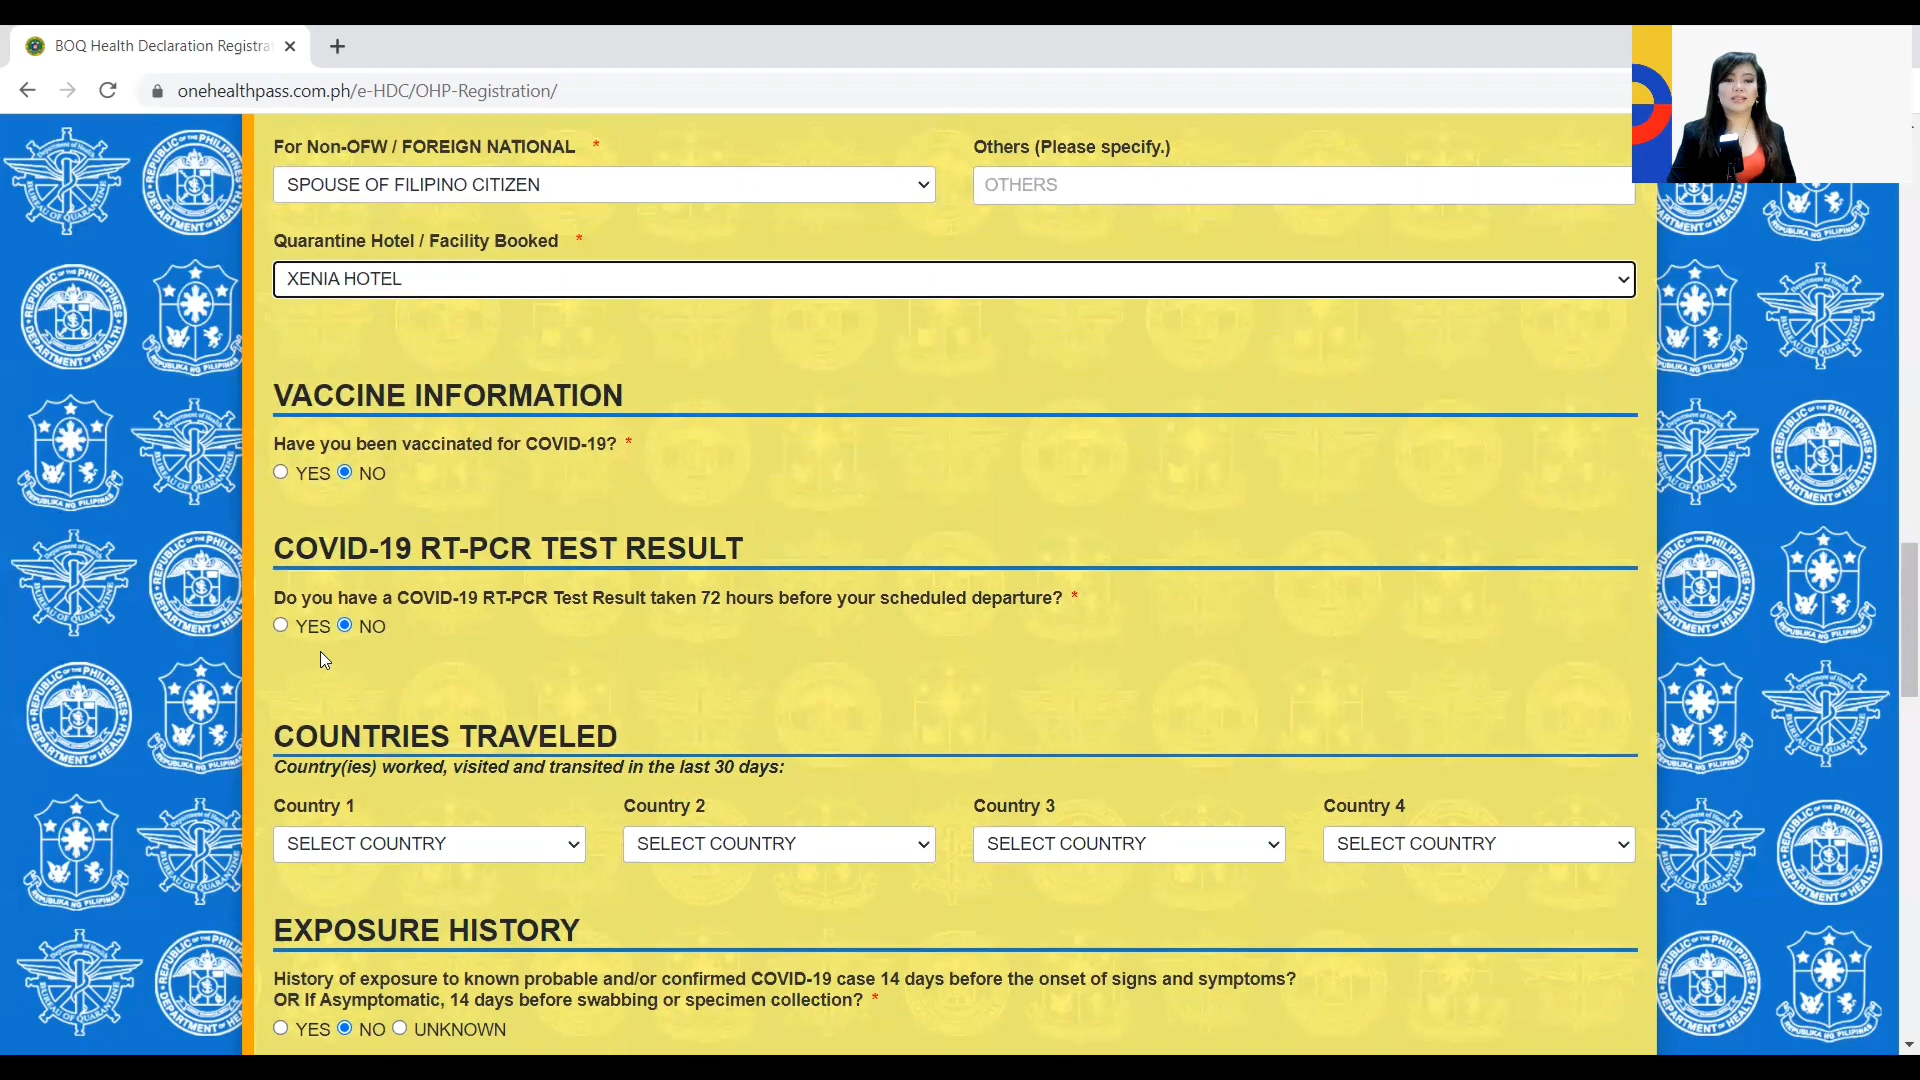 BOQ Health Declaration Registra
onehealthpass.com.ph/e-HDC/OHP-Registration/
For Non-OFW / FOREIGN NATIONAL *
Others (Please specify.)
SPOUSE OF FILIPINO CITIZEN
OTHERS
Quarantine Hotel / Facility Booked *
XENIA HOTEL
VACCINE INFORMATION
Have you been vaccinated for COVID-19? *
YES NO
COVID-19 RT-PCR TEST RESULT
Do you have a COVID-19 RT-PCR Test Result taken 72 hours before your scheduled departure? *
YES NO
COUNTRIES TRAVELED
Country(ies) worked, visited and transited in the last 30 days:
Country 1 Country 2 Country 3 Country 4
SELECT COUNTRY SELECT COUNTRY SELECT COUNTRY SELECT COUNTRY
EXPOSURE HISTORY
History of exposure to known probable and/or confirmed COVID-19 case 14 days before the onset of signs and symptoms?
OR If Asymptomatic, 14 days before swabbing or specimen collection? *
YES NO UNKNOWN